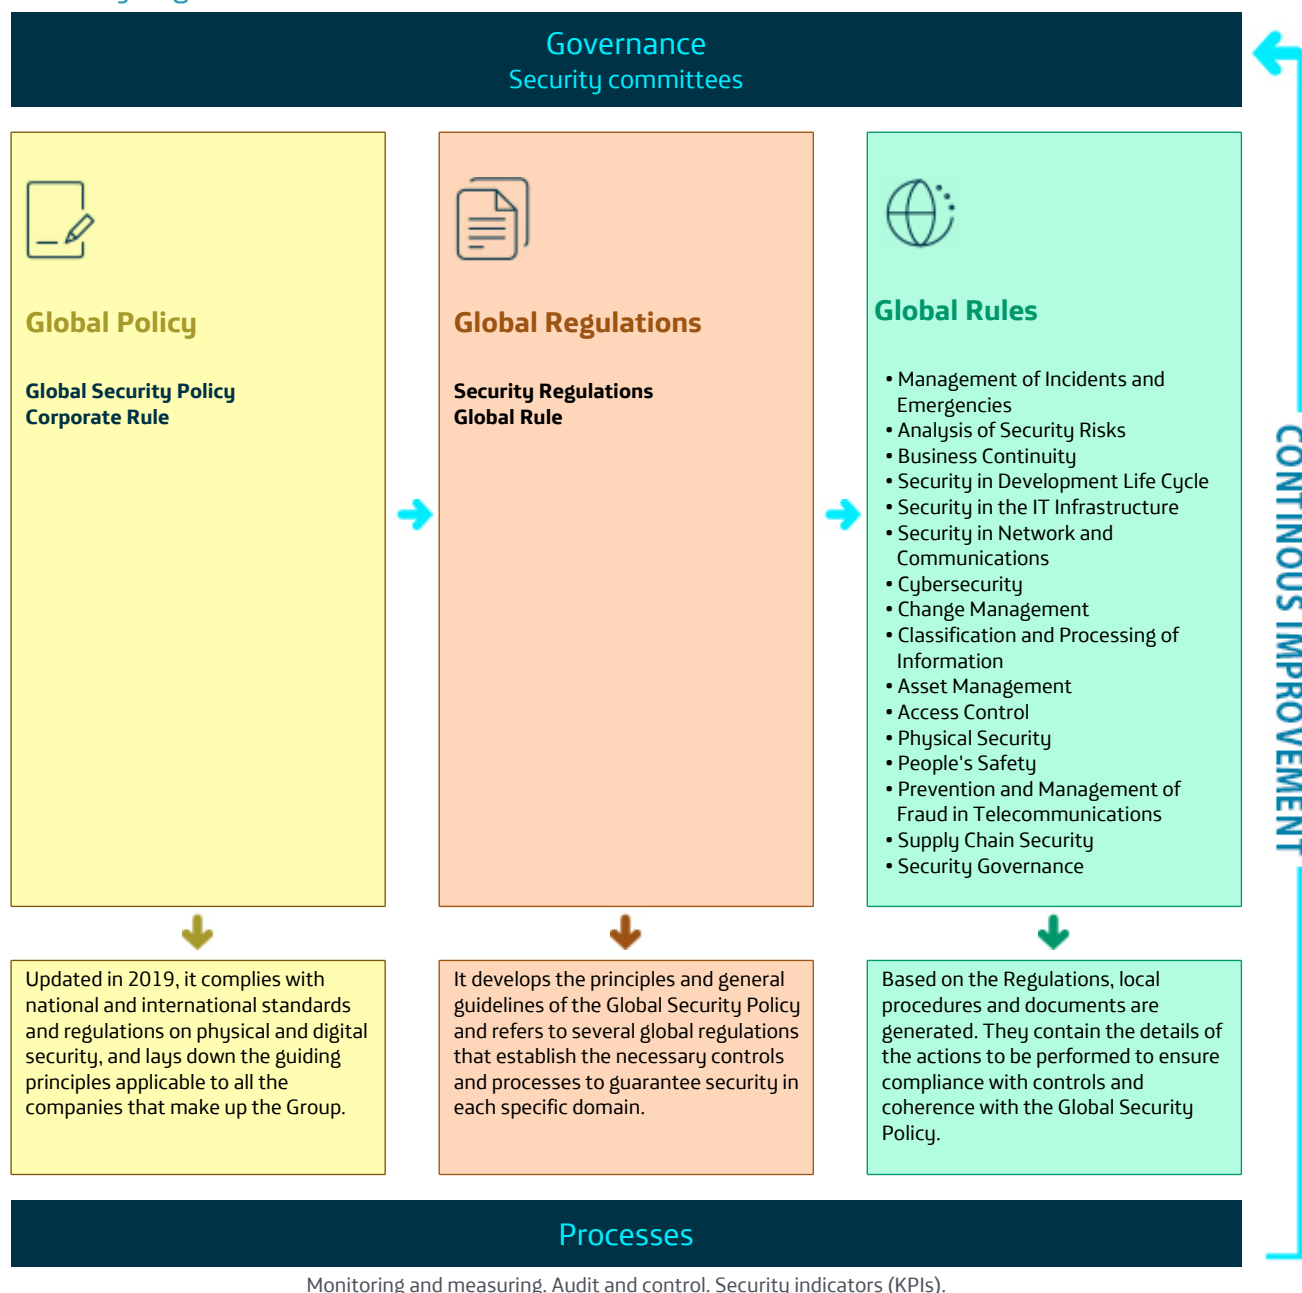 Governance
Security committees
Global Policy
Global Security Policy
Corporate Rule
Global Regulations
Security Regulations
Global Rule
Global Rules
• Management of Incidents and
Emergencies
• Analysis of Security Risks
• Business Continuity
• Security in Development Life Cycle
• Security in the IT Infrastructure
• Security in Network and
Communications
• Cybersecurity
• Change Management
• Classification and Processing of
Information
• Asset Management
• Access Control
• Physical Security
• People's Safety
• Prevention and Management of
Fraud in Telecommunications
• Supply Chain Security
• Security Governance
CONTINOUS IMPROVEMENT
Updated in 2019, it complies with
national and international standards
and regulations on physical and digital
security, and lays down the guiding
principles applicable to all the
companies that make up the Group.
It develops the principles and general
guidelines of the Global Security Policy
and refers to several global regulations
that establish the necessary controls
and processes to guarantee security in
each specific domain.
Based on the Regulations, local
procedures and documents are
generated. They contain the details of
the actions to be performed to ensure
compliance with controls and
coherence with the Global Security
Policy.
Processes
Monitoring and measuring. Audit and control. Security indicators (KPIs).